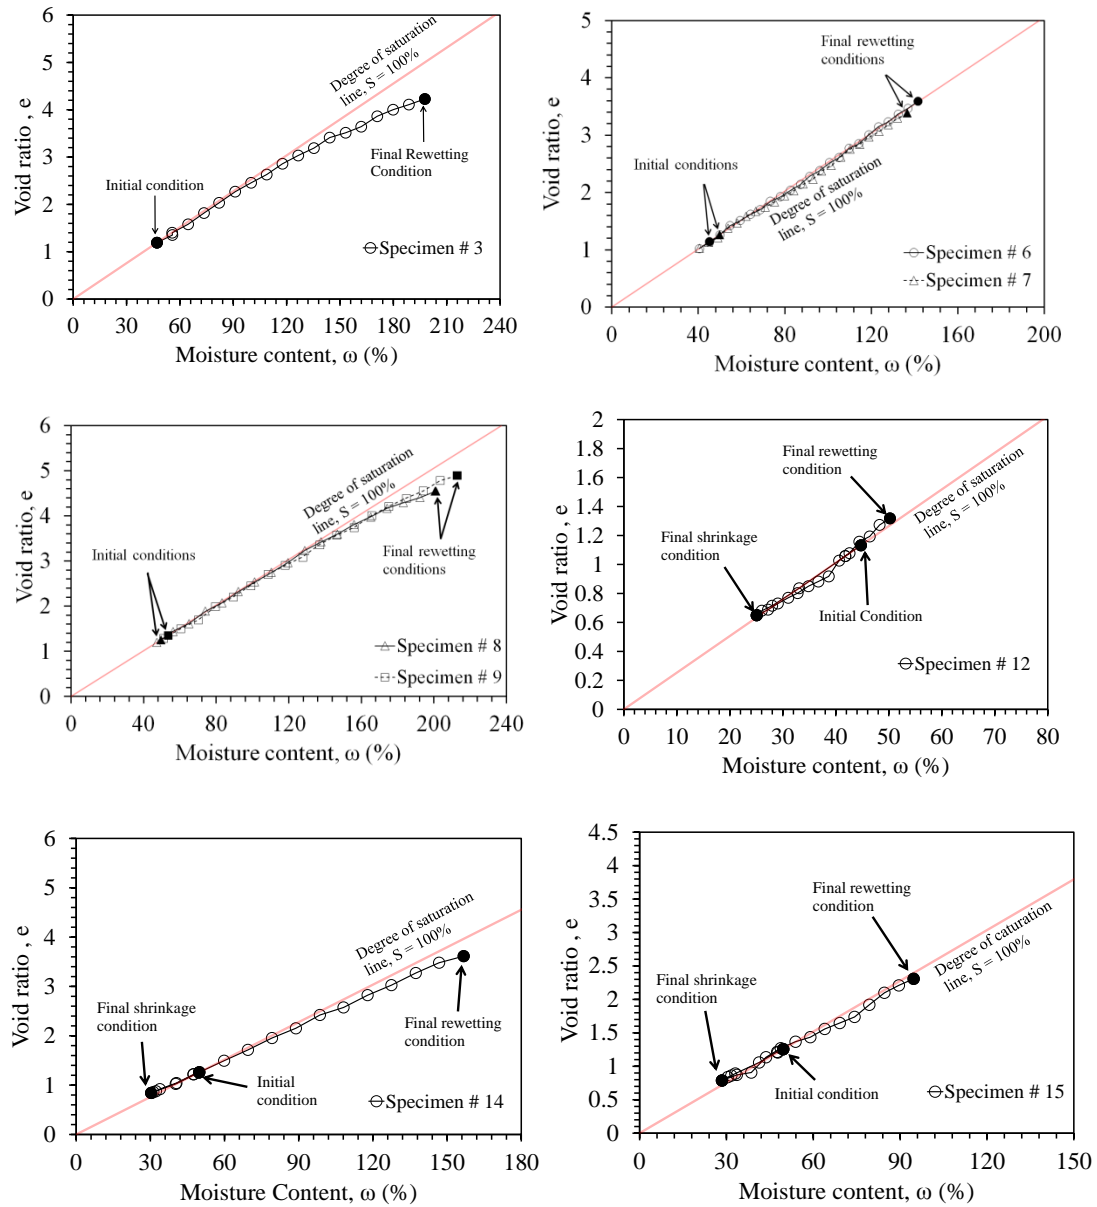 6
5
4
3
2
1
0
Void ratio , e
Degree of saturation
line, S = 100%
Initial condition
Final Rewetting
Condition
Specimen # 3
0 30 60 90 120 150 180 210 240
Moisture content, ω (%)
5
4
3
2
1
0
Void ratio, e
Final rewetting
conditions
Initial conditions
Degree of saturation
line, S = 100%
Specimen # 6
Specimen # 7
0 40 80 120 160 200
Moisture content, ω (%)
6
5
4
3
2
1
0
Void ratio, e
Degree of saturation
line, S = 100%
Initial conditions
Final rewetting
conditions
Specimen # 8
Specimen # 9
0 40 80 120 160 200 240
Moisture content, ω (%)
2
1.8
1.6
1.4
1.2
1
0.8
0.6
0.4
0.2
0
Void ratio , e
Final rewetting
condition
Degree of saturation
line, S = 100%
Final shrinkage
condition
Initial Condition
Specimen # 12
0 10 20 30 40 50 60 70 80
Moisture content, ω (%)
6
5
4
3
2
1
0
Void ratio , e
Degree of saturation
line, S = 100%
Final shrinkage
condition
Final rewetting
condition
Initial
condition
Specimen # 14
0 30 60 90 120 150 180
Moisture Content, ω (%)
4.5
4
3.5
3
2.5
2
1.5
1
0.5
0
Void ratio , e
Final rewetting
condition
Degree of caturation
line, S = 100%
Final shrinkage
condition
Initial condition
Specimen # 15
0 30 60 90 120 150
Moisture content, ω (%)